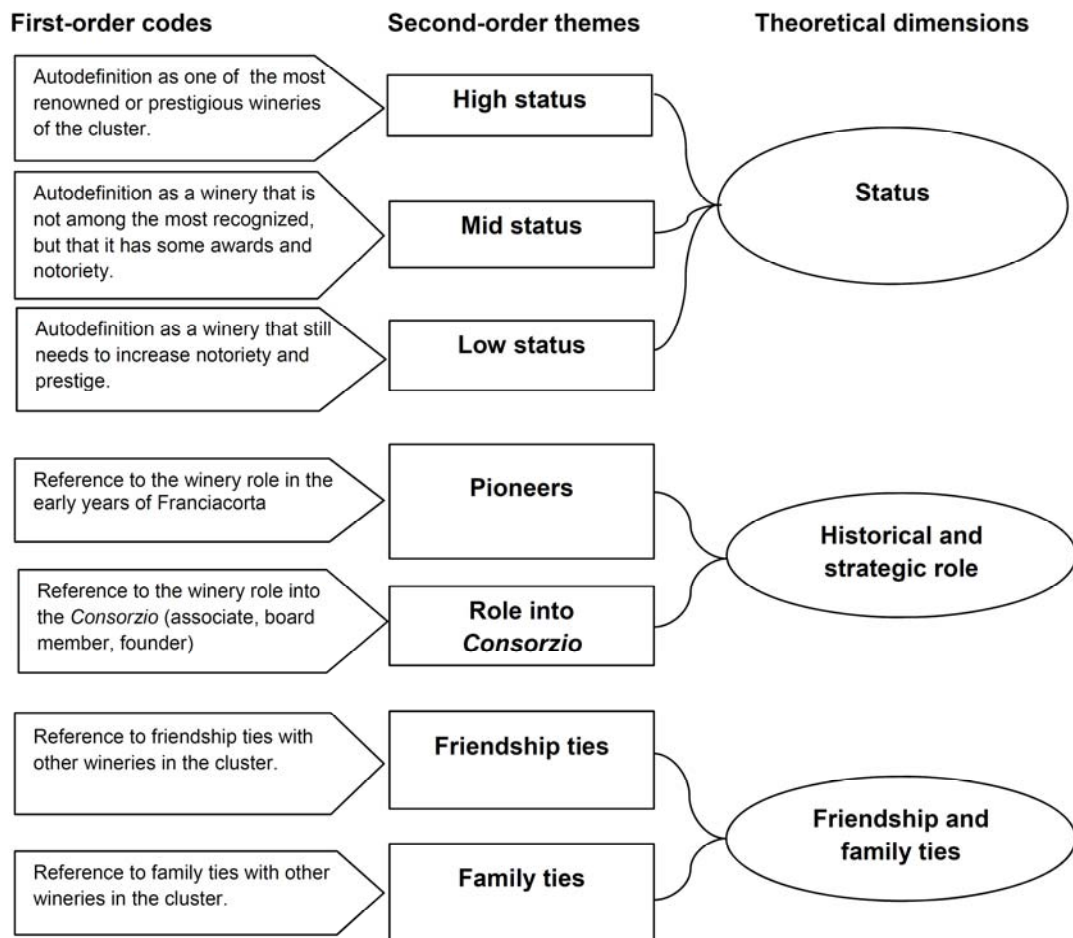 First-order codes
Second-order themes
Theoretical dimensions
Autodefinition as one of the most
renowned or prestigious wineries
of the cluster.
High status
Autodefinition as a winery that is
not among the most recognized,
but that it has some awards and
notoriety.
Mid status
Status
Autodefinition as a winery that still
needs to increase notoriety and
prestige.
Low status
Reference to the winery role in the
early years of Franciacorta
Pioneers
Reference to the winery role into
the Consorzio (associate, board
member, founder)
Role into
Consorzio
Historical and
strategic role
Reference to friendship ties with
other wineries in the cluster.
Friendship ties
Reference to family ties with other
wineries in the cluster.
Family ties
Friendship and
family ties